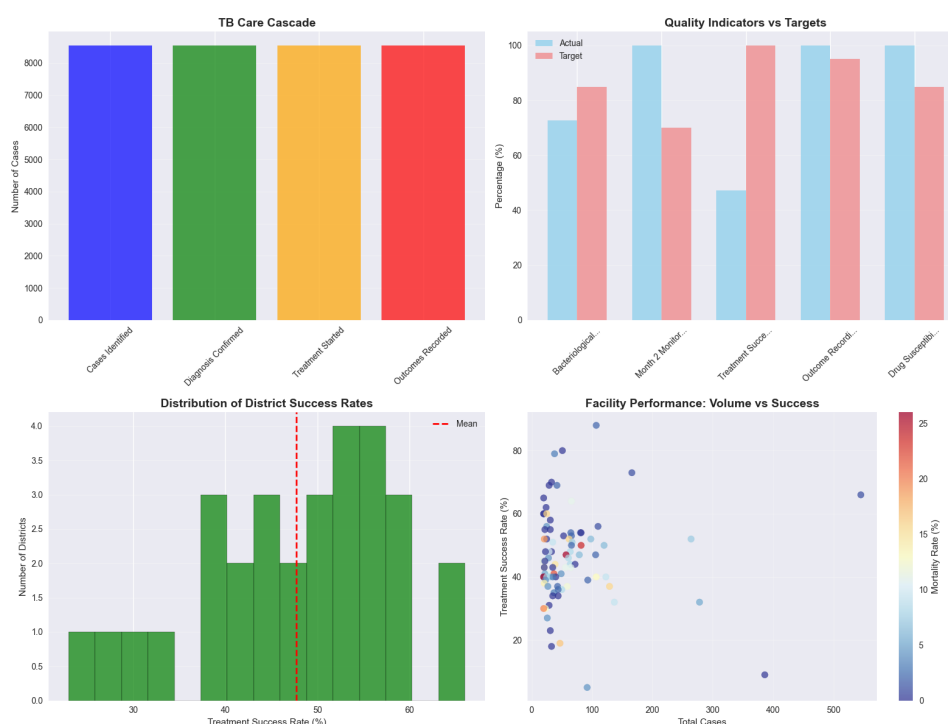 TB Care Cascade
Number of Cases
8000
7000
6000
5000
4000
3000
2000
1000
0
Cases Identified
Diagnosis Confirmed
Treatment Started
Outcomes Recorded
Quality Indicators vs Targets
Actual
Target
Percentage (%)
100
80
60
40
20
0
Bacteriological...
Month 2 Monitor...
Treatment Succe...
Outcome Recordi...
Drug Susceptibi...
Distribution of District Success Rates
Mean
Number of Districts
4.0
3.5
3.0
2.5
2.0
1.5
1.0
0.5
0.0
30
40
50
60
Treatment Success Rate (%)
Facility Performance: Volume vs Success
Treatment Success Rate (%)
80
60
40
20
0
100
200
300
400
500
Total Cases
25
20
15
10
5
0
Mortality Rate (%)